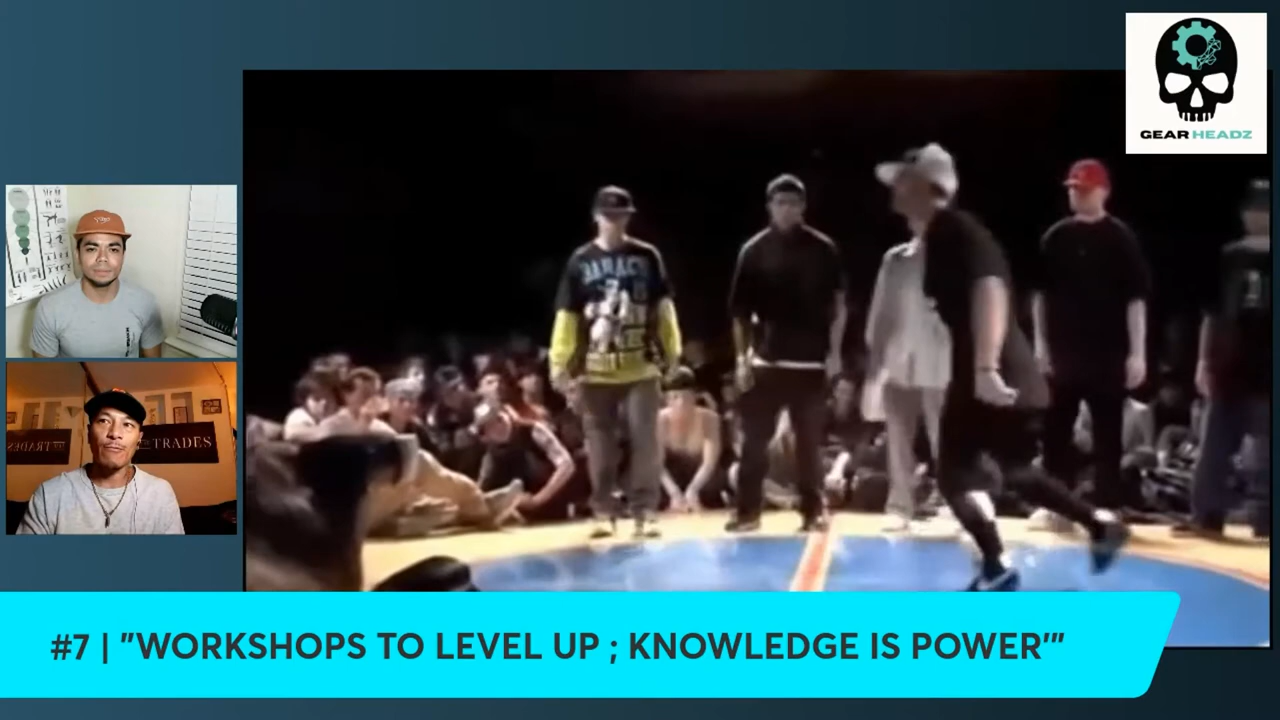 GEAR HEADZ
TRADES
#7 | "WORKSHOPS TO LEVEL UP ; KNOWLEDGE IS POWER'"